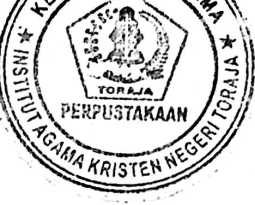 TORAJA
PERPUSTAKAAN
INSTITUT AGAMA KRISTEN NEGERI TORAJA